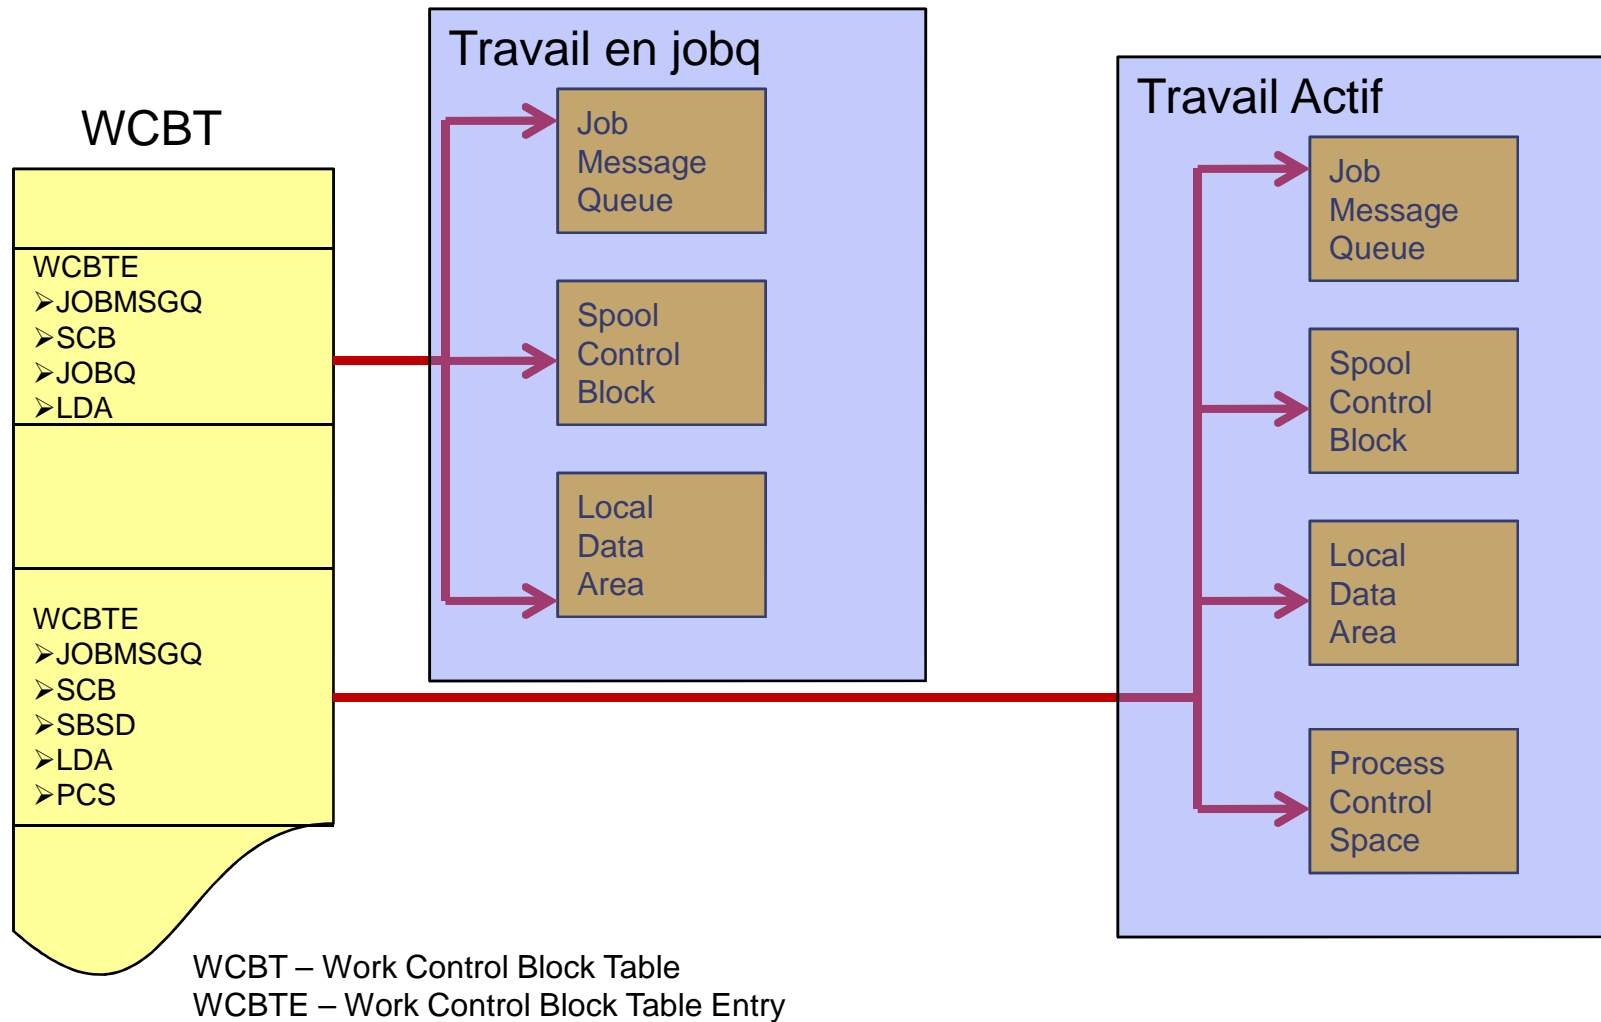 WCBT
WCBTE
➢JOBMSGQ
➢SCB
➢JOBQ
➢LDA
WCBTE
➢JOBMSGQ
➢SCB
➢SBSD
➢LDA
➢PCS
Travail en jobq
Job
Message
Queue
Spool
Control
Block
Local
Data
Area
Travail Actif
Job
Message
Queue
Spool
Control
Block
Local
Data
Area
Process
Control
Space
WCBT – Work Control Block Table
WCBTE – Work Control Block Table Entry